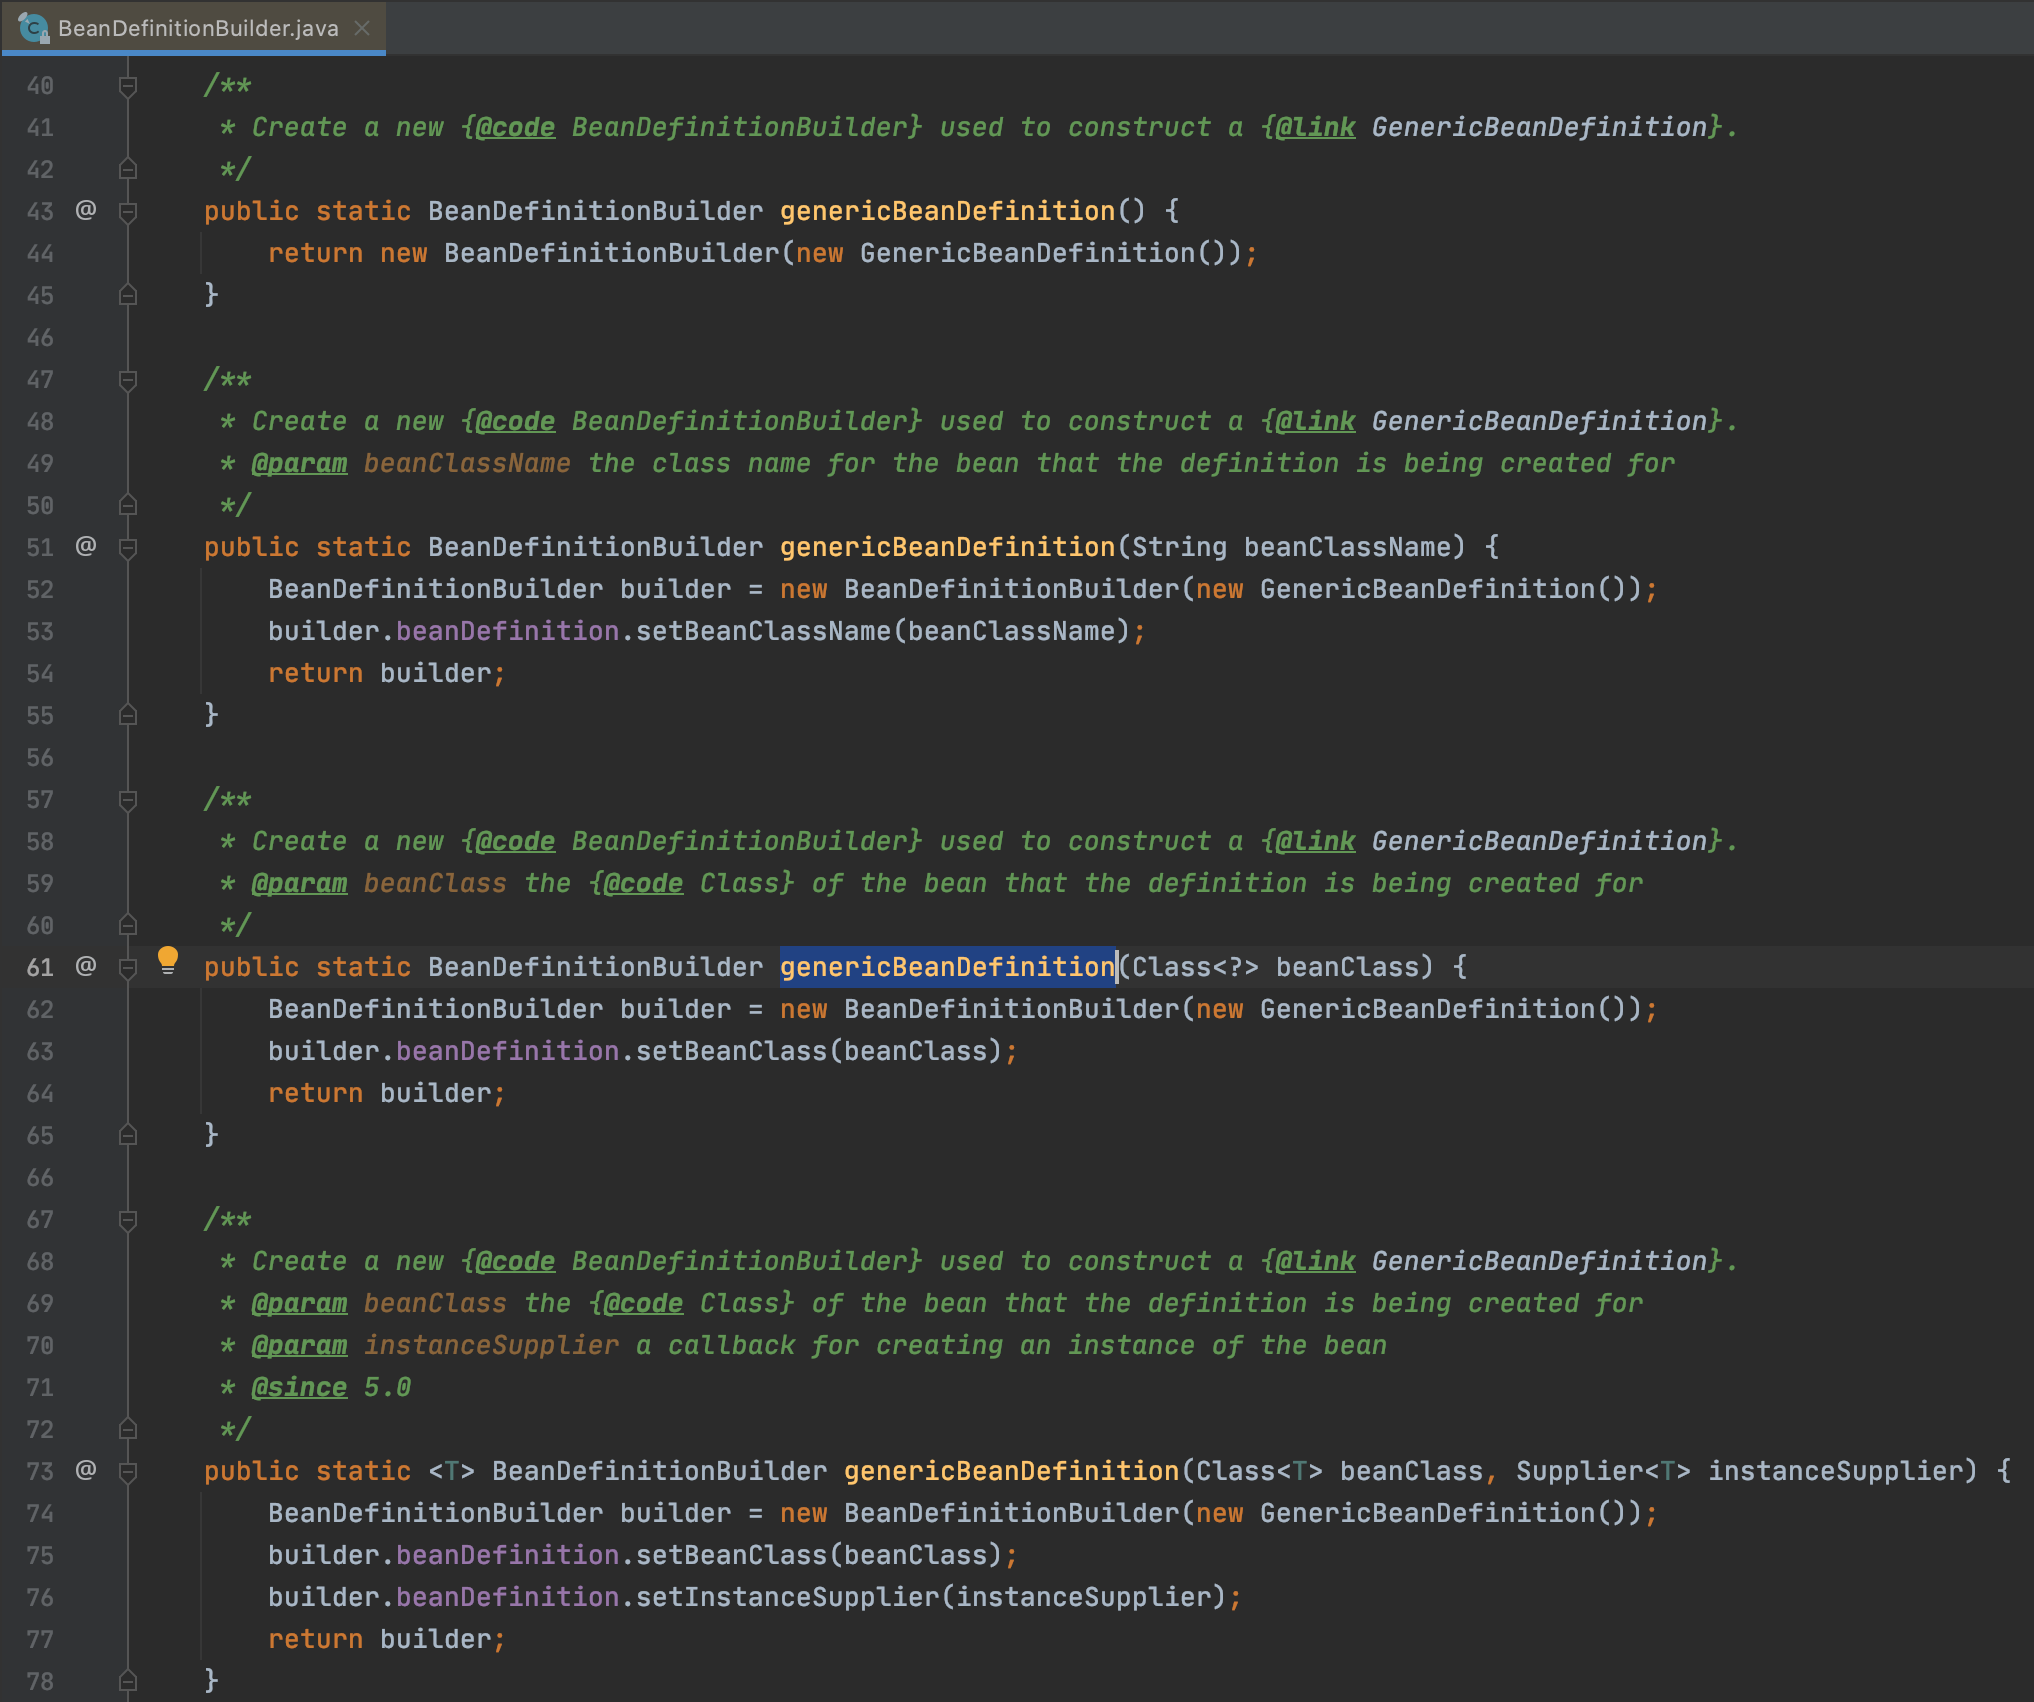 BeanDefinitionBuilder.java
40 /**
41 * Create a new {@code BeanDefinitionBuilder} used to construct a {@link GenericBeanDefinition}.
42 */
43 @ public static BeanDefinitionBuilder genericBeanDefinition() {
44 return new BeanDefinitionBuilder(new GenericBeanDefinition());
45 }
46
47 /**
48 * Create a new {@code BeanDefinitionBuilder} used to construct a {@link GenericBeanDefinition}.
49 * @param beanClassName the class name for the bean that the definition is being created for
50 */
51 @ public static BeanDefinitionBuilder genericBeanDefinition(String beanClassName) {
52 BeanDefinitionBuilder builder = new BeanDefinitionBuilder(new GenericBeanDefinition());
53 builder.beanDefinition.setBeanClassName(beanClassName);
54 return builder;
55 }
56
57 /**
58 * Create a new {@code BeanDefinitionBuilder} used to construct a {@link GenericBeanDefinition}.
59 * @param beanClass the {@code Class} of the bean that the definition is being created for
60 */
61 @ public static BeanDefinitionBuilder genericBeanDefinition(Class<?> beanClass) {
62 BeanDefinitionBuilder builder = new BeanDefinitionBuilder(new GenericBeanDefinition());
63 builder.beanDefinition.setBeanClass(beanClass);
64 return builder;
65 }
66
67 /**
68 * Create a new {@code BeanDefinitionBuilder} used to construct a {@link GenericBeanDefinition}.
69 * @param beanClass the {@code Class} of the bean that the definition is being created for
70 * @param instanceSupplier a callback for creating an instance of the bean
71 * @since 5.0
72 */
73 @ public static <T> BeanDefinitionBuilder genericBeanDefinition(Class<T> beanClass, Supplier<T> instanceSupplier) {
74 BeanDefinitionBuilder builder = new BeanDefinitionBuilder(new GenericBeanDefinition());
75 builder.beanDefinition.setBeanClass(beanClass);
76 builder.beanDefinition.setInstanceSupplier(instanceSupplier);
77 return builder;
78 }